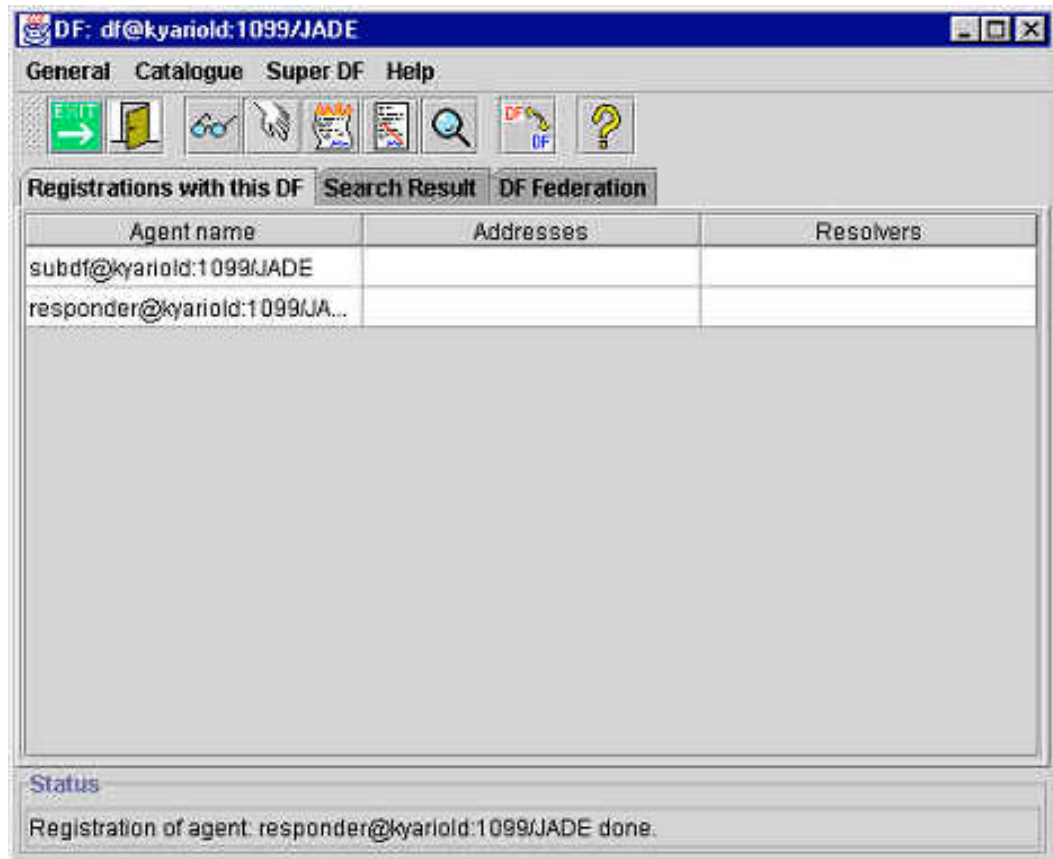 DF: df@kyariold:1099/JADE
General Catalogue Super DF Help
EXIT DF DF ?
Registrations with this DF Search Result DF Federation
Agent name Addresses Resolvers
subdf@kyariold:1099/JADE
responder@kyariold:1099/JA...
Status
Registration of agent: responder@kyariold:1099/JADE done.